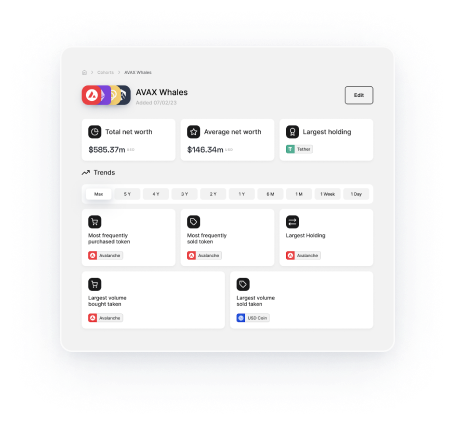 Cohorts AVAX Whales
AVAX Whales
Added 07/02/23
Edit
Total net worth
$585.37m USD
Average net worth
$146.34m USD
Largest holding
Tether
Trends
Max 5 Y 4 Y 3 Y 2 Y 1 Y 6 M 1 M 1 Week 1 Day
Most frequently
purchased token
Avalanche
Most frequently
sold token
Avalanche
Largest Holding
Avalanche
Largest volume
bought taken
Avalanche
Largest volume
sold taken
USD Coin